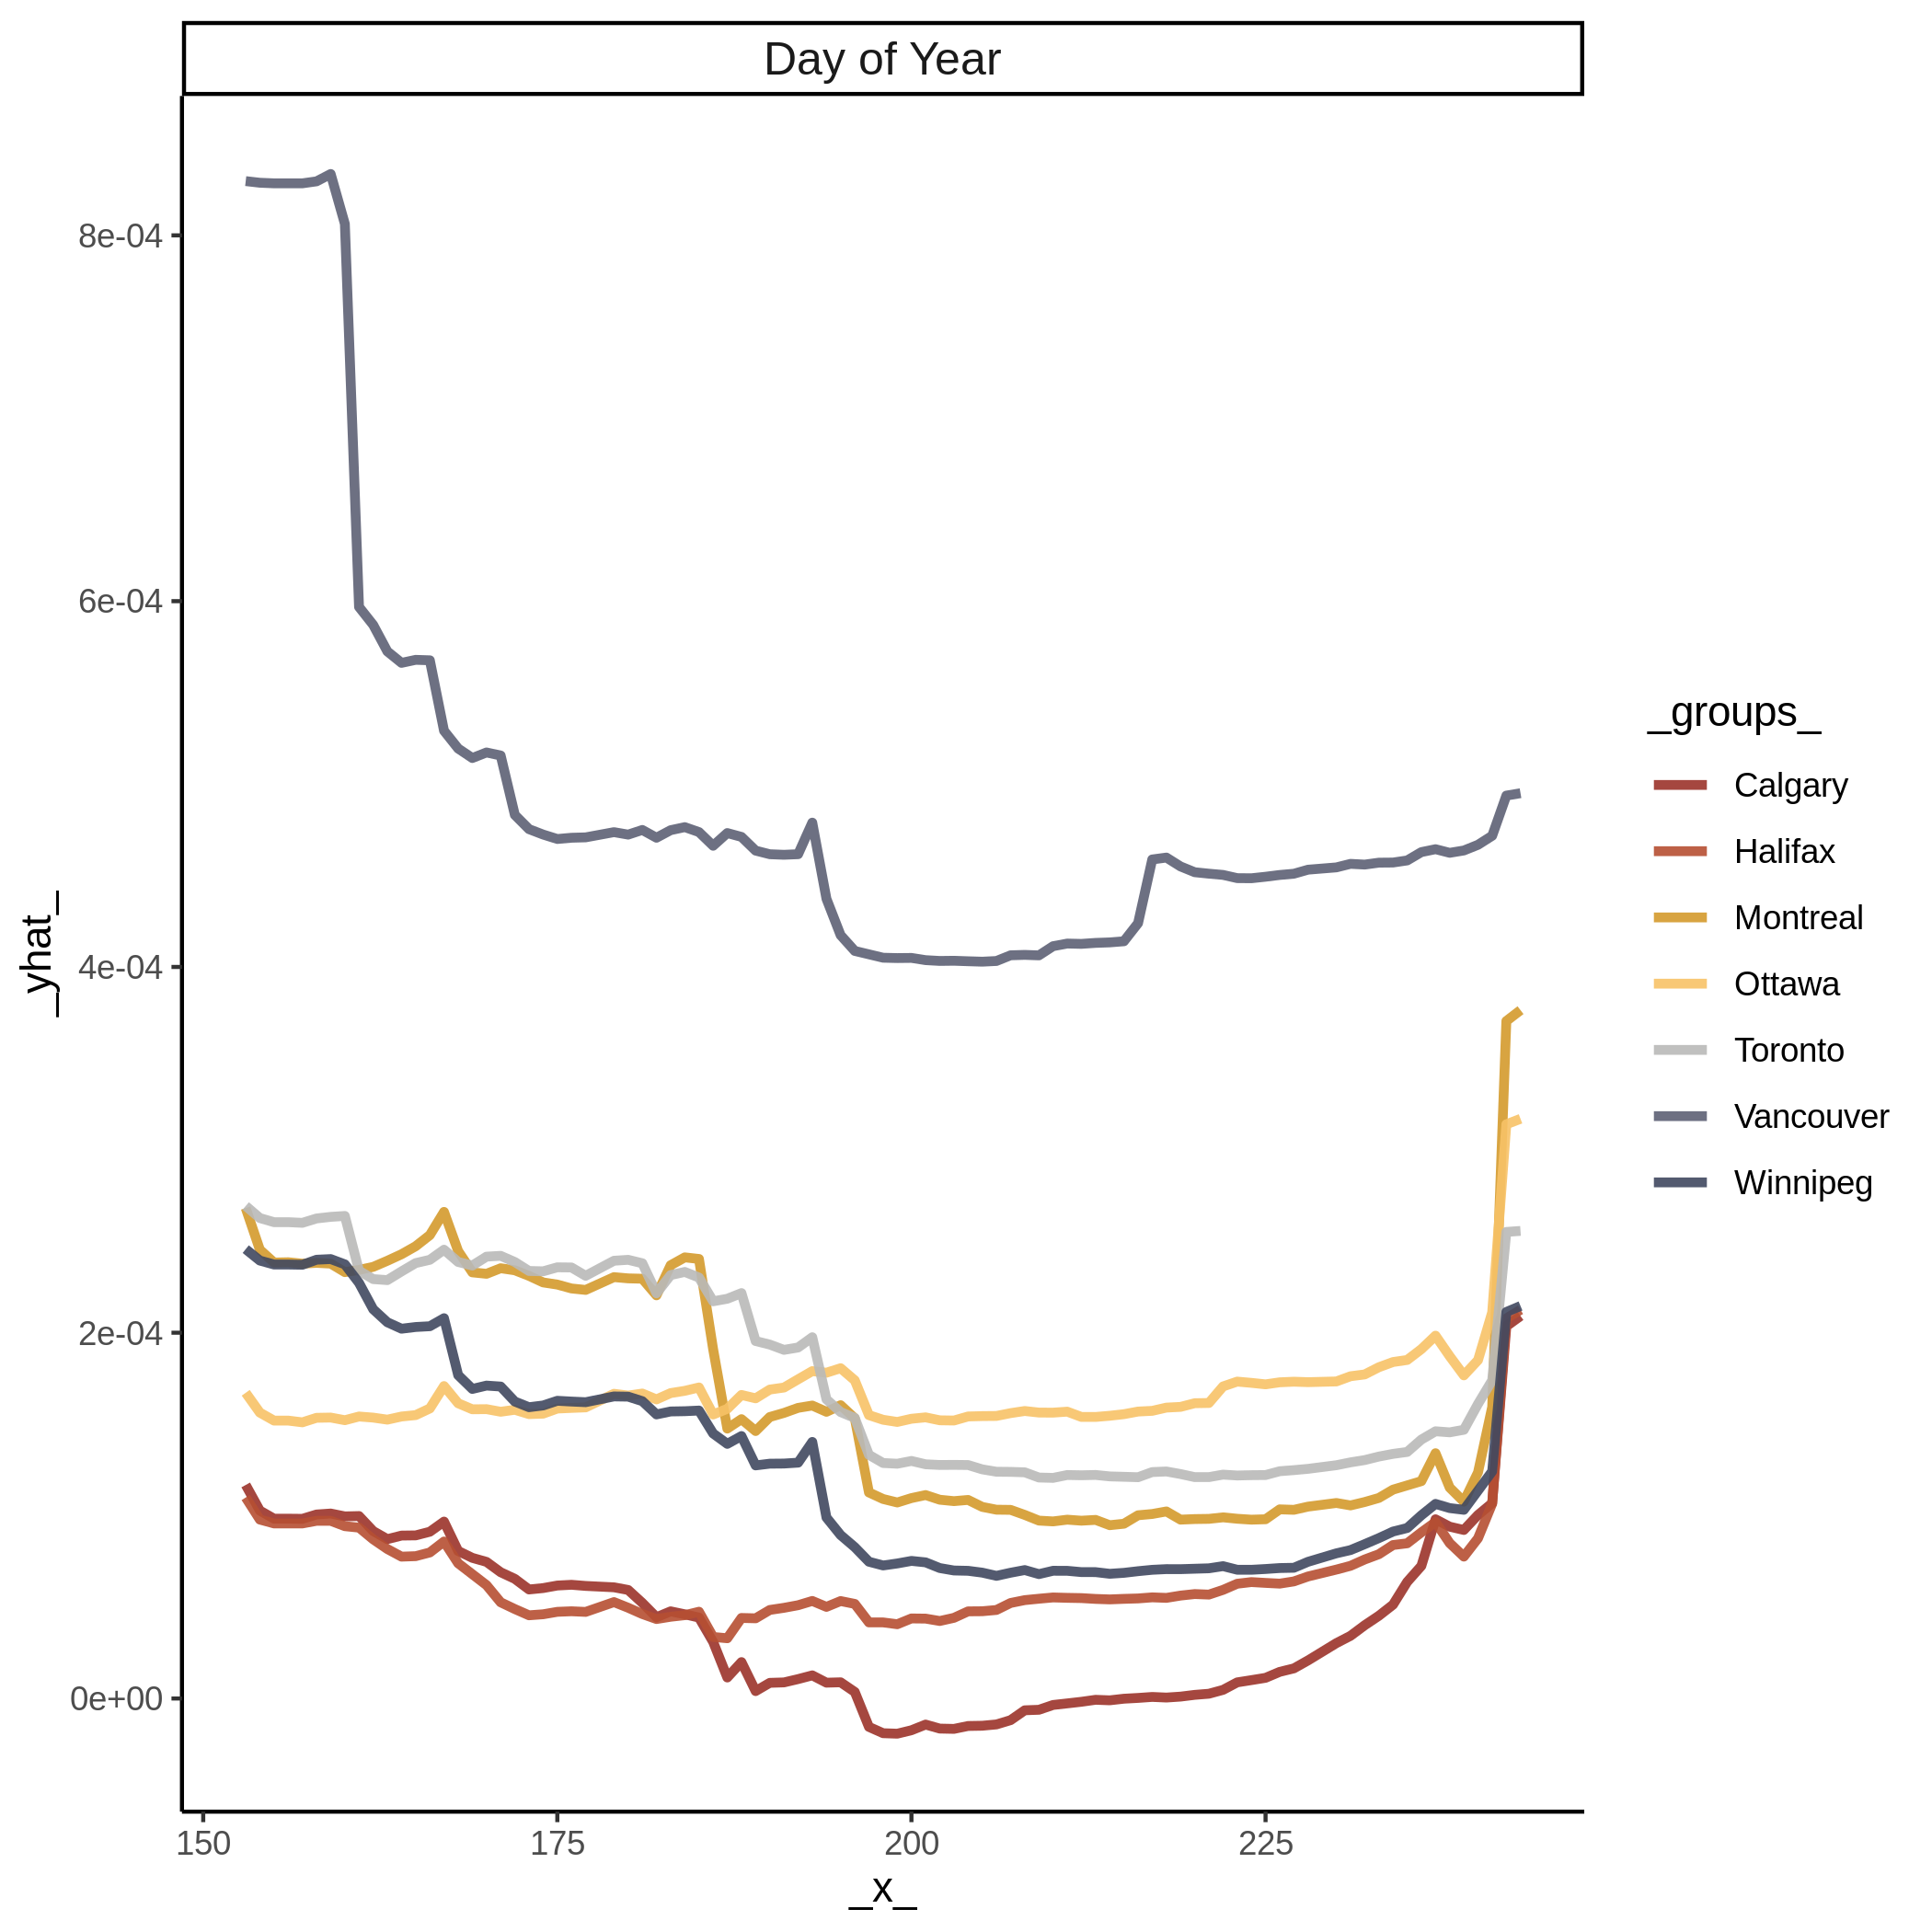 Day of Year
8e-04
6e-04
4e-04
2e-04
0e+00
_yhat_
150
175
200
225
_x_
_groups_
Calgary
Halifax
Montreal
Ottawa
Toronto
Vancouver
Winnipeg